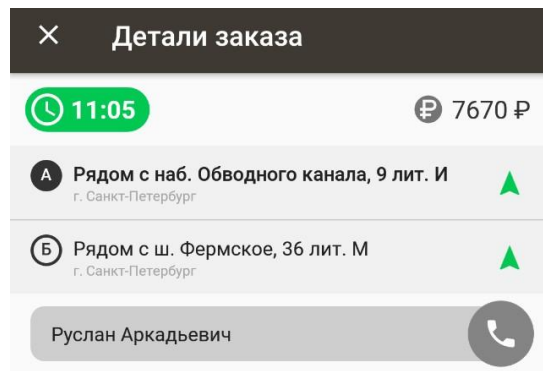 Детали заказа
11:05
7670 ₽
А
Рядом с наб. Обводного канала, 9 лит. И
г. Санкт-Петербург
Б
Рядом с ш. Фермское, 36 лит. М
г. Санкт-Петербург
Руслан Аркадьевич